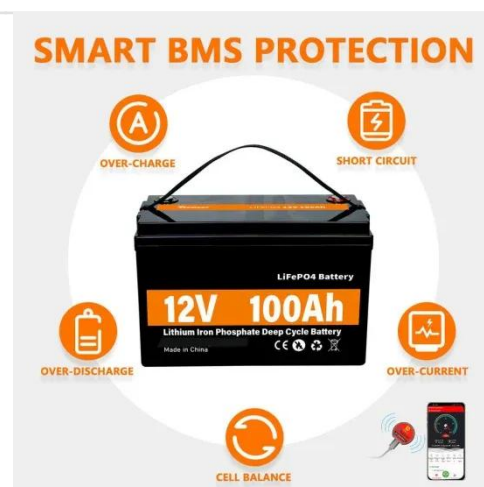 SMART BMS PROTECTION
OVER-CHARGE
SHORT CIRCUIT
LiFePO4 Battery
12V 100Ah
Lithium Iron Phosphate Deep Cycle Battery
Made in China
CE
OVER-DISCHARGE
OVER-CURRENT
CELL BALANCE